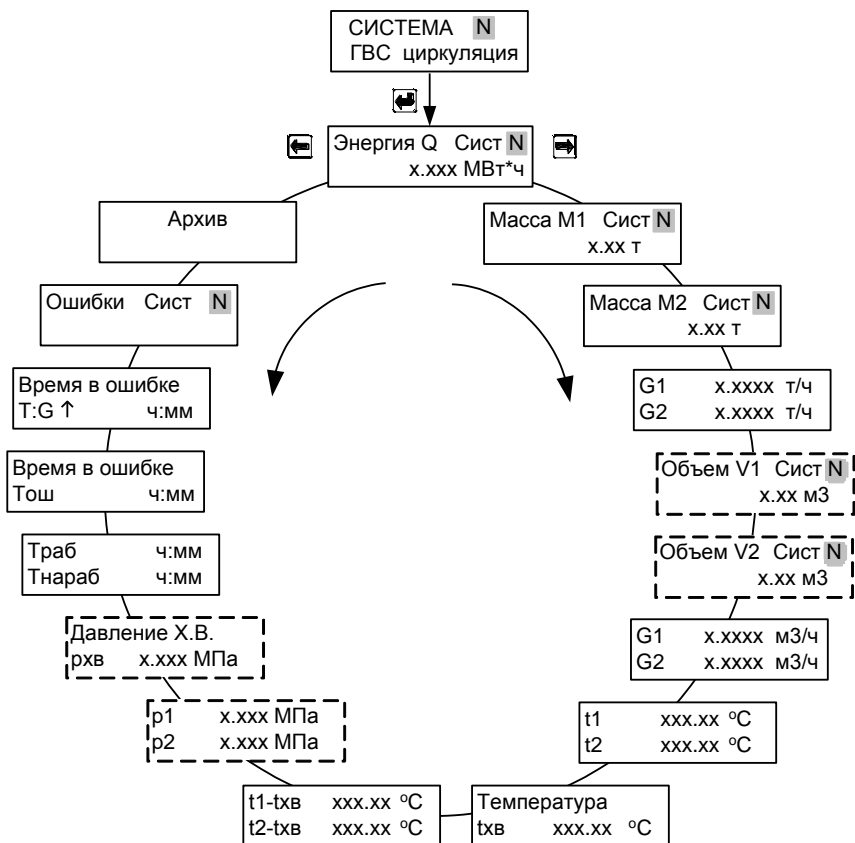 СИСТЕМА N
ГВС циркуляция
Энергия Q Сист N
x.xxx МВт*ч
Архив
Масса M1 Сист N
x.xx т
Ошибки Сист N
Масса M2 Сист N
x.xx т
Время в ошибке
T:G ↑ ч:мм
G1 x.xxxx т/ч
G2 x.xxxx т/ч
Время в ошибке
Тош ч:мм
Объем V1 Сист N
x.xx м3
Траб ч:мм
Тнараб ч:мм
Объем V2 Сист N
x.xx м3
Давление Х.В.
рхв x.xxx МПа
G1 x.xxxx м3/ч
G2 x.xxxx м3/ч
p1 x.xxx МПа
p2 x.xxx МПа
t1 xxx.xx ºC
t2 xxx.xx ºC
t1-tхв xxx.xx ºC
t2-tхв xxx.xx ºC
Температура
tхв xxx.xx ºC